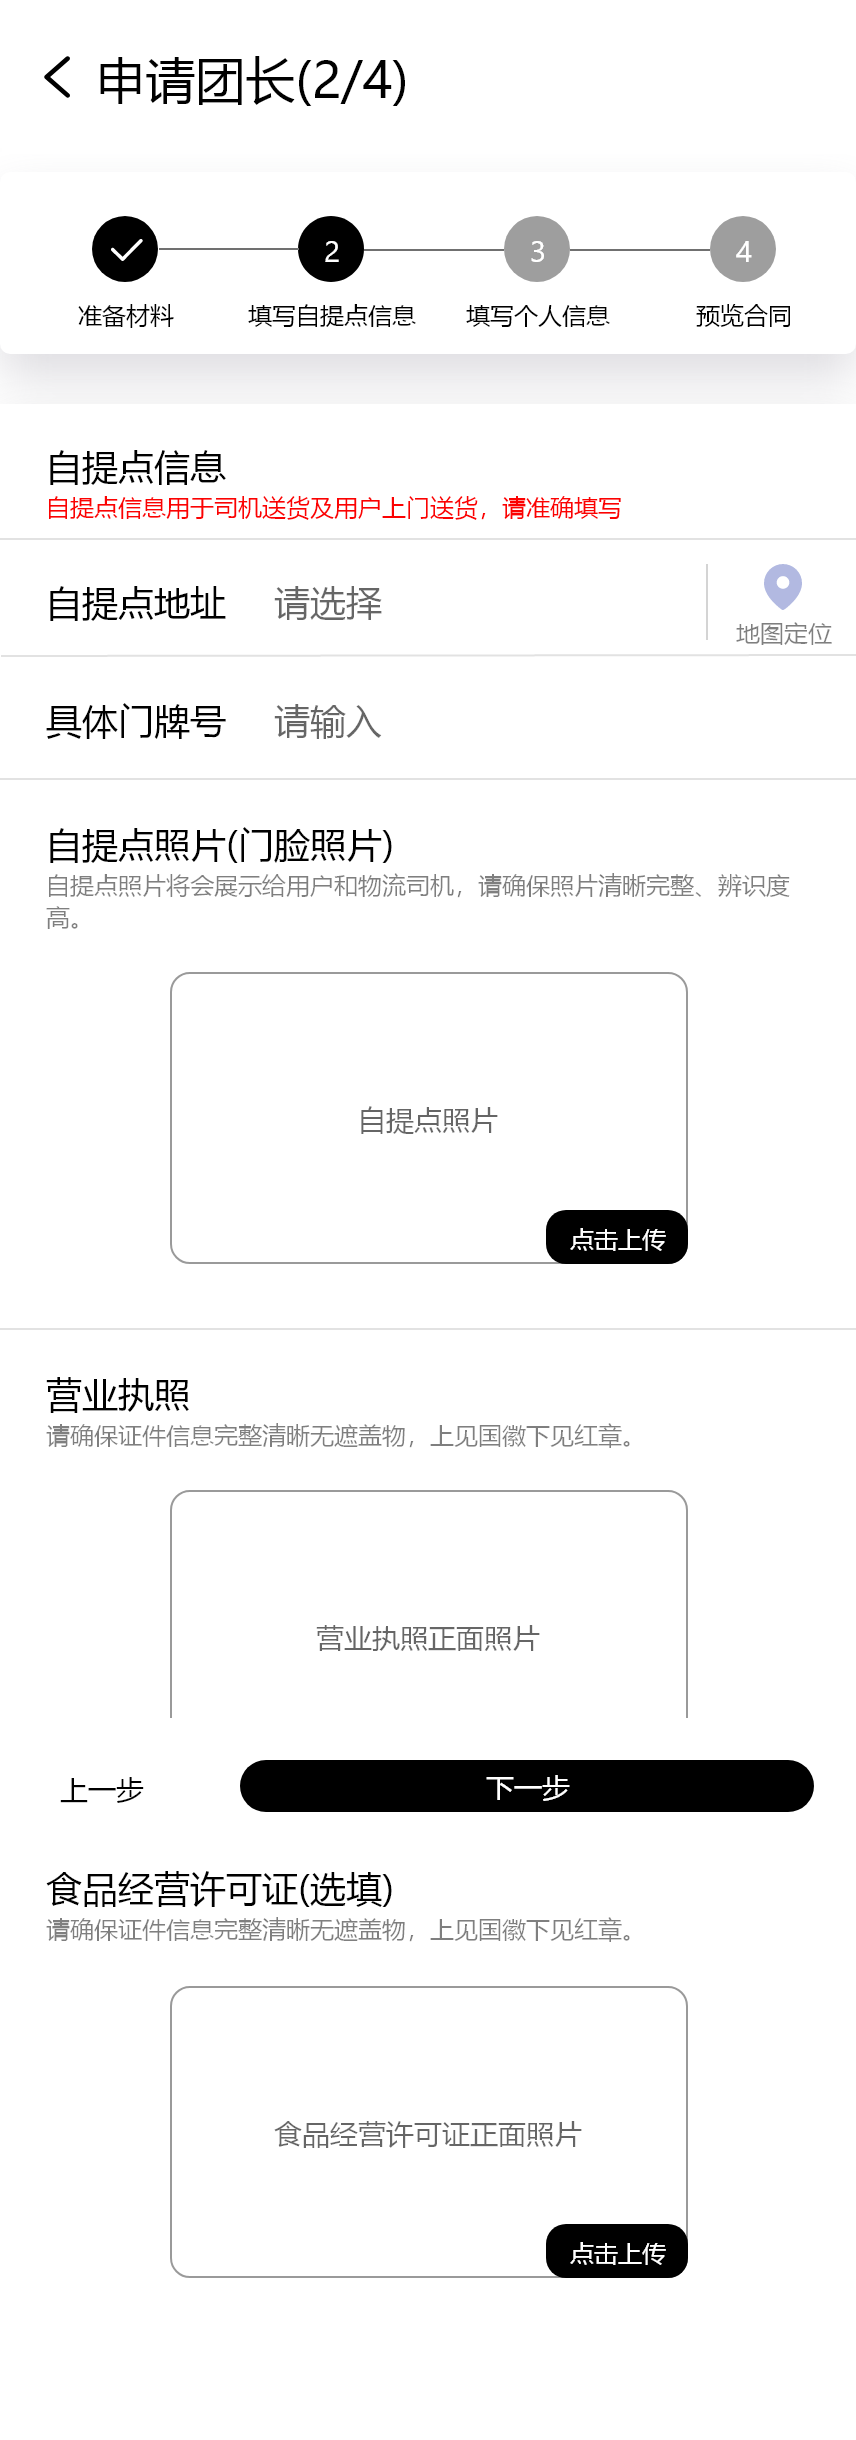 申请团长(2/4)
2
3
4
准备材料
填写自提点信息
填写个人信息
预览合同
自提点信息
自提点信息用于司机送货及用户上门送货，请准确填写
自提点地址
请选择
地图定位
具体门牌号
请输入
自提点照片(门脸照片)
自提点照片将会展示给用户和物流司机，请确保照片清晰完整、辨识度
高。
自提点照片
点击上传
营业执照
请确保证件信息完整清晰无遮盖物，上见国徽下见红章。
营业执照正面照片
上一步
下一步
食品经营许可证(选填)
请确保证件信息完整清晰无遮盖物，上见国徽下见红章。
食品经营许可证正面照片
点击上传